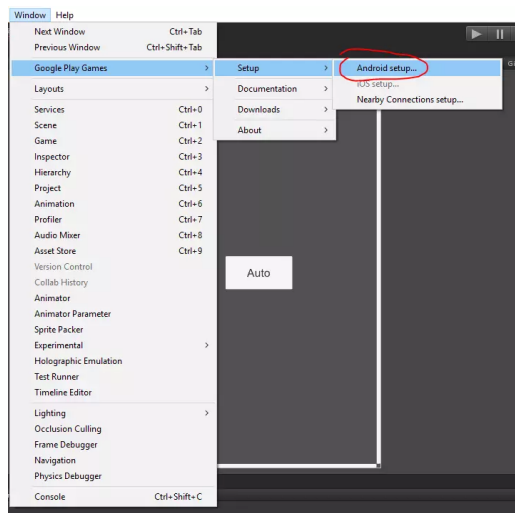 Window Help
Next Window Ctrl+Tab
Previous Window Ctrl+Shift+Tab
Google Play Games >
Layouts >
Services Ctrl+0
Scene Ctrl+1
Game Ctrl+2
Inspector Ctrl+3
Hierarchy Ctrl+4
Project Ctrl+5
Animation Ctrl+6
Profiler Ctrl+7
Audio Mixer Ctrl+8
Asset Store Ctrl+9
Version Control
Collab History
Animator
Animator Parameter
Sprite Packer
Experimental >
Holographic Emulation
Test Runner
Timeline Editor
Lighting >
Occlusion Culling
Frame Debugger
Navigation
Physics Debugger
Console Ctrl+Shift+C
Setup >
Documentation >
Downloads >
About >
Android setup...
iOS setup...
Nearby Connections setup...
Auto